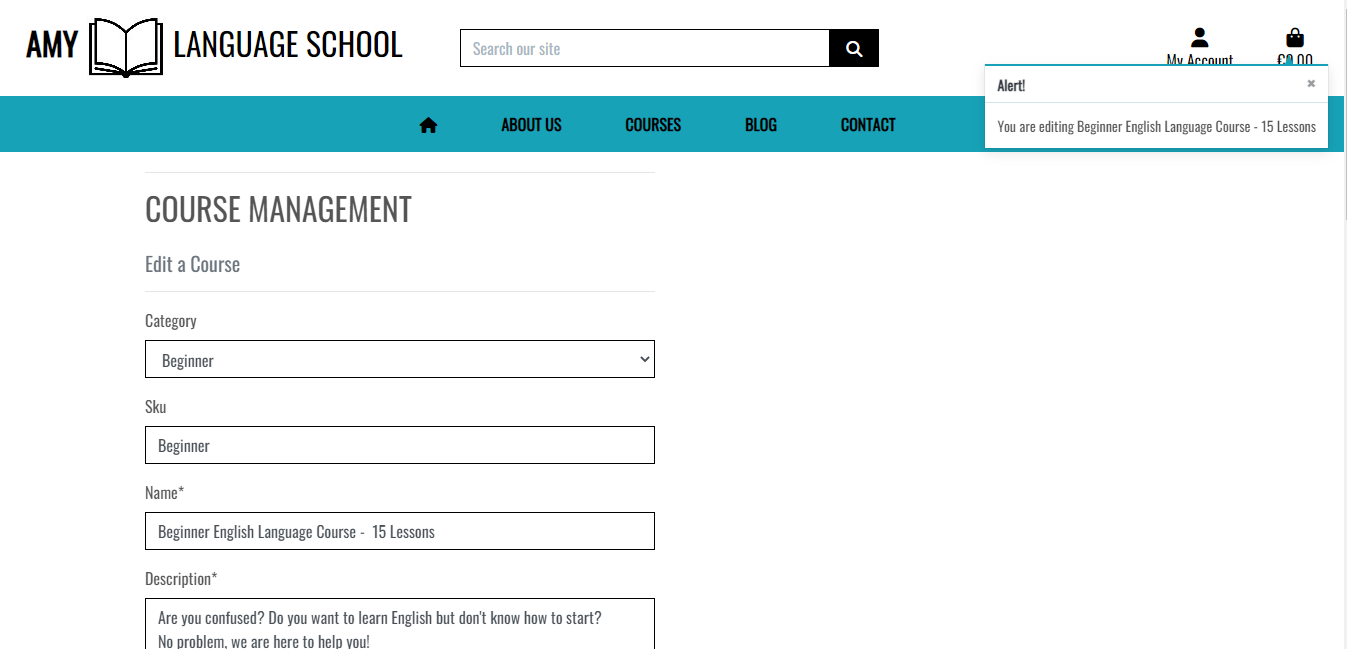 AMY LANGUAGE SCHOOL
Search our site
My Account
€0.00
Alert!
×
You are editing Beginner English Language Course - 15 Lessons
ABOUT US
COURSES
BLOG
CONTACT
COURSE MANAGEMENT
Edit a Course
Category
Beginner
Sku
Beginner
Name*
Beginner English Language Course -  15 Lessons
Description*
Are you confused? Do you want to learn English but don't know how to start?
No problem, we are here to help you!